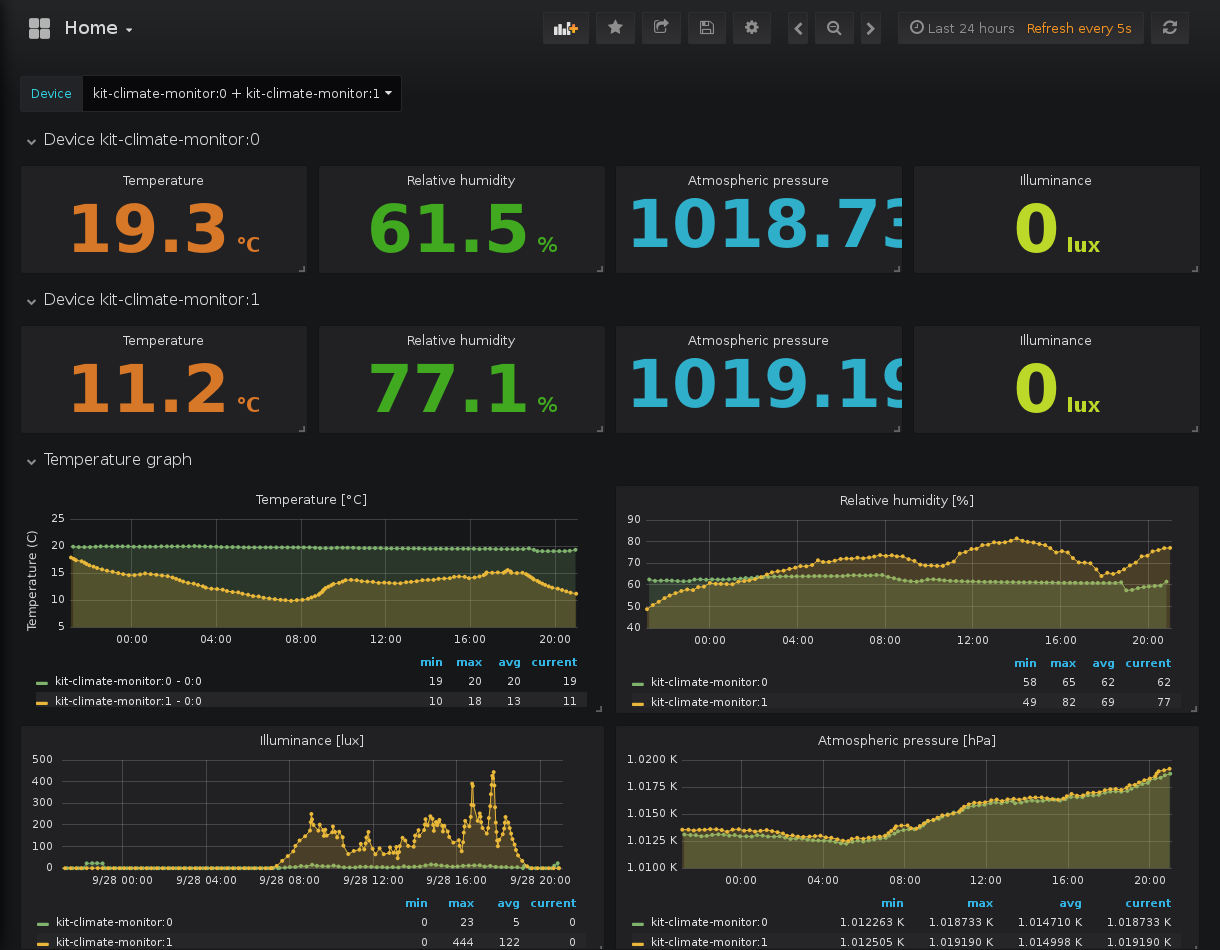 Home
Last 24 hours Refresh every 5s
Device kit-climate-monitor:0 + kit-climate-monitor:1
Device kit-climate-monitor:0
Temperature Relative humidity Atmospheric pressure Illuminance
19.3 °C 61.5 % 1018.73 0 lux
Device kit-climate-monitor:1
Temperature Relative humidity Atmospheric pressure Illuminance
11.2 °C 77.1 % 1019.19 0 lux
Temperature graph
Temperature [°C]
Temperature (C)
25
20
15
10
5
00:00 04:00 08:00 12:00 16:00 20:00
min max avg current
kit-climate-monitor:0 - 0:0 19 20 20 19
kit-climate-monitor:1 - 0:0 10 18 13 11
Relative humidity [%]
90
80
70
60
50
40
00:00 04:00 08:00 12:00 16:00 20:00
min max avg current
kit-climate-monitor:0 58 65 62 62
kit-climate-monitor:1 49 82 69 77
Illuminance [lux]
500
400
300
200
100
0
9/28 00:00 9/28 04:00 9/28 08:00 9/28 12:00 9/28 16:00 9/28 20:00
min max avg current
kit-climate-monitor:0 0 23 5 0
kit-climate-monitor:1 0 444 122 0
Atmospheric pressure [hPa]
1.0200 K
1.0175 K
1.0150 K
1.0125 K
1.0100 K
00:00 04:00 08:00 12:00 16:00 20:00
min max avg current
kit-climate-monitor:0 1.012263 K 1.018733 K 1.014710 K 1.018733 K
kit-climate-monitor:1 1.012505 K 1.019190 K 1.014998 K 1.019190 K